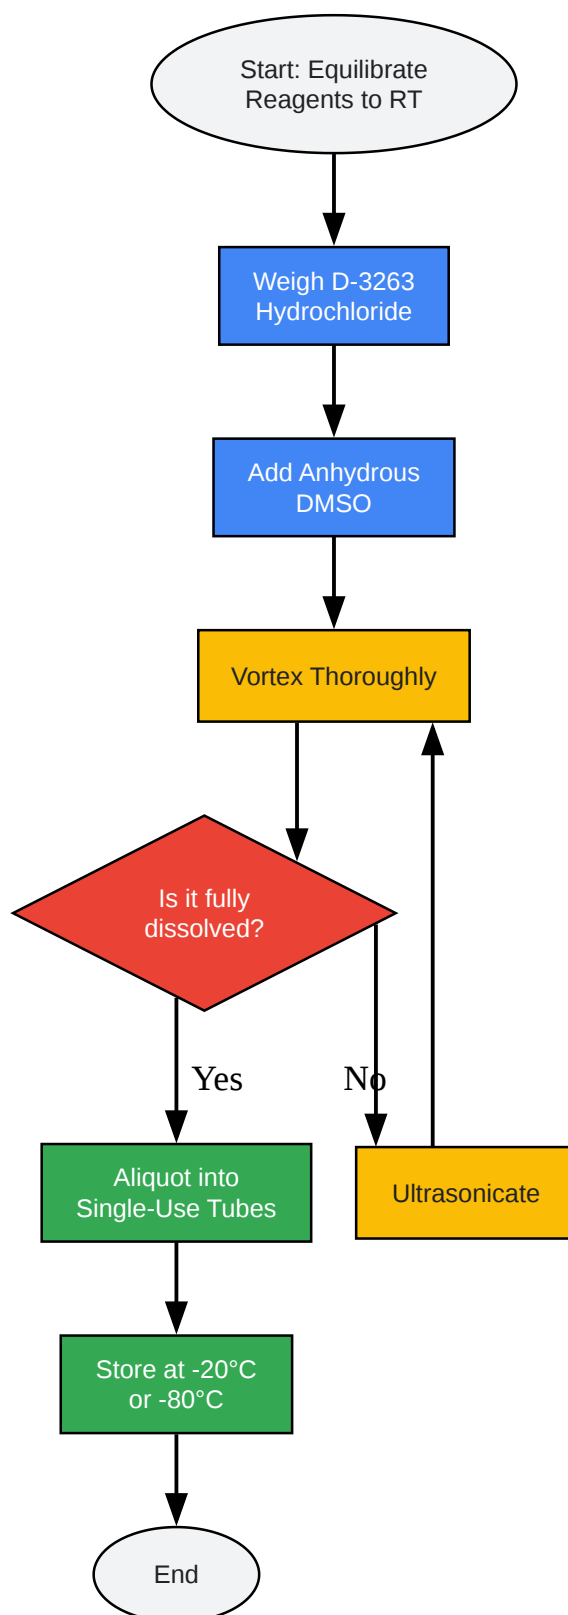 Start: Equilibrate
Reagents to RT
Weigh D-3263
Hydrochloride
Add Anhydrous
DMSO
Vortex Thoroughly
Is it fully
dissolved?
Yes
No
Aliquot into
Single-Use Tubes
Ultrasonicate
Store at -20°C
or -80°C
End